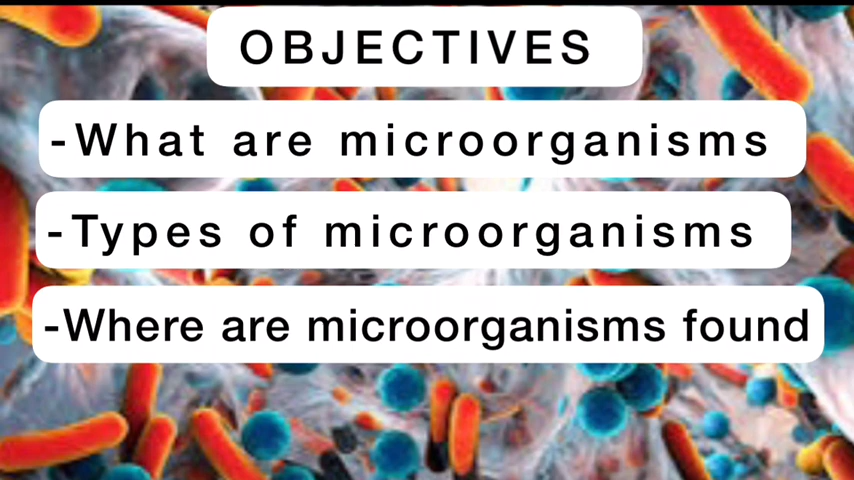 OBJECTIVES
-What are microorganisms
-Types of microorganisms
-Where are microorganisms found